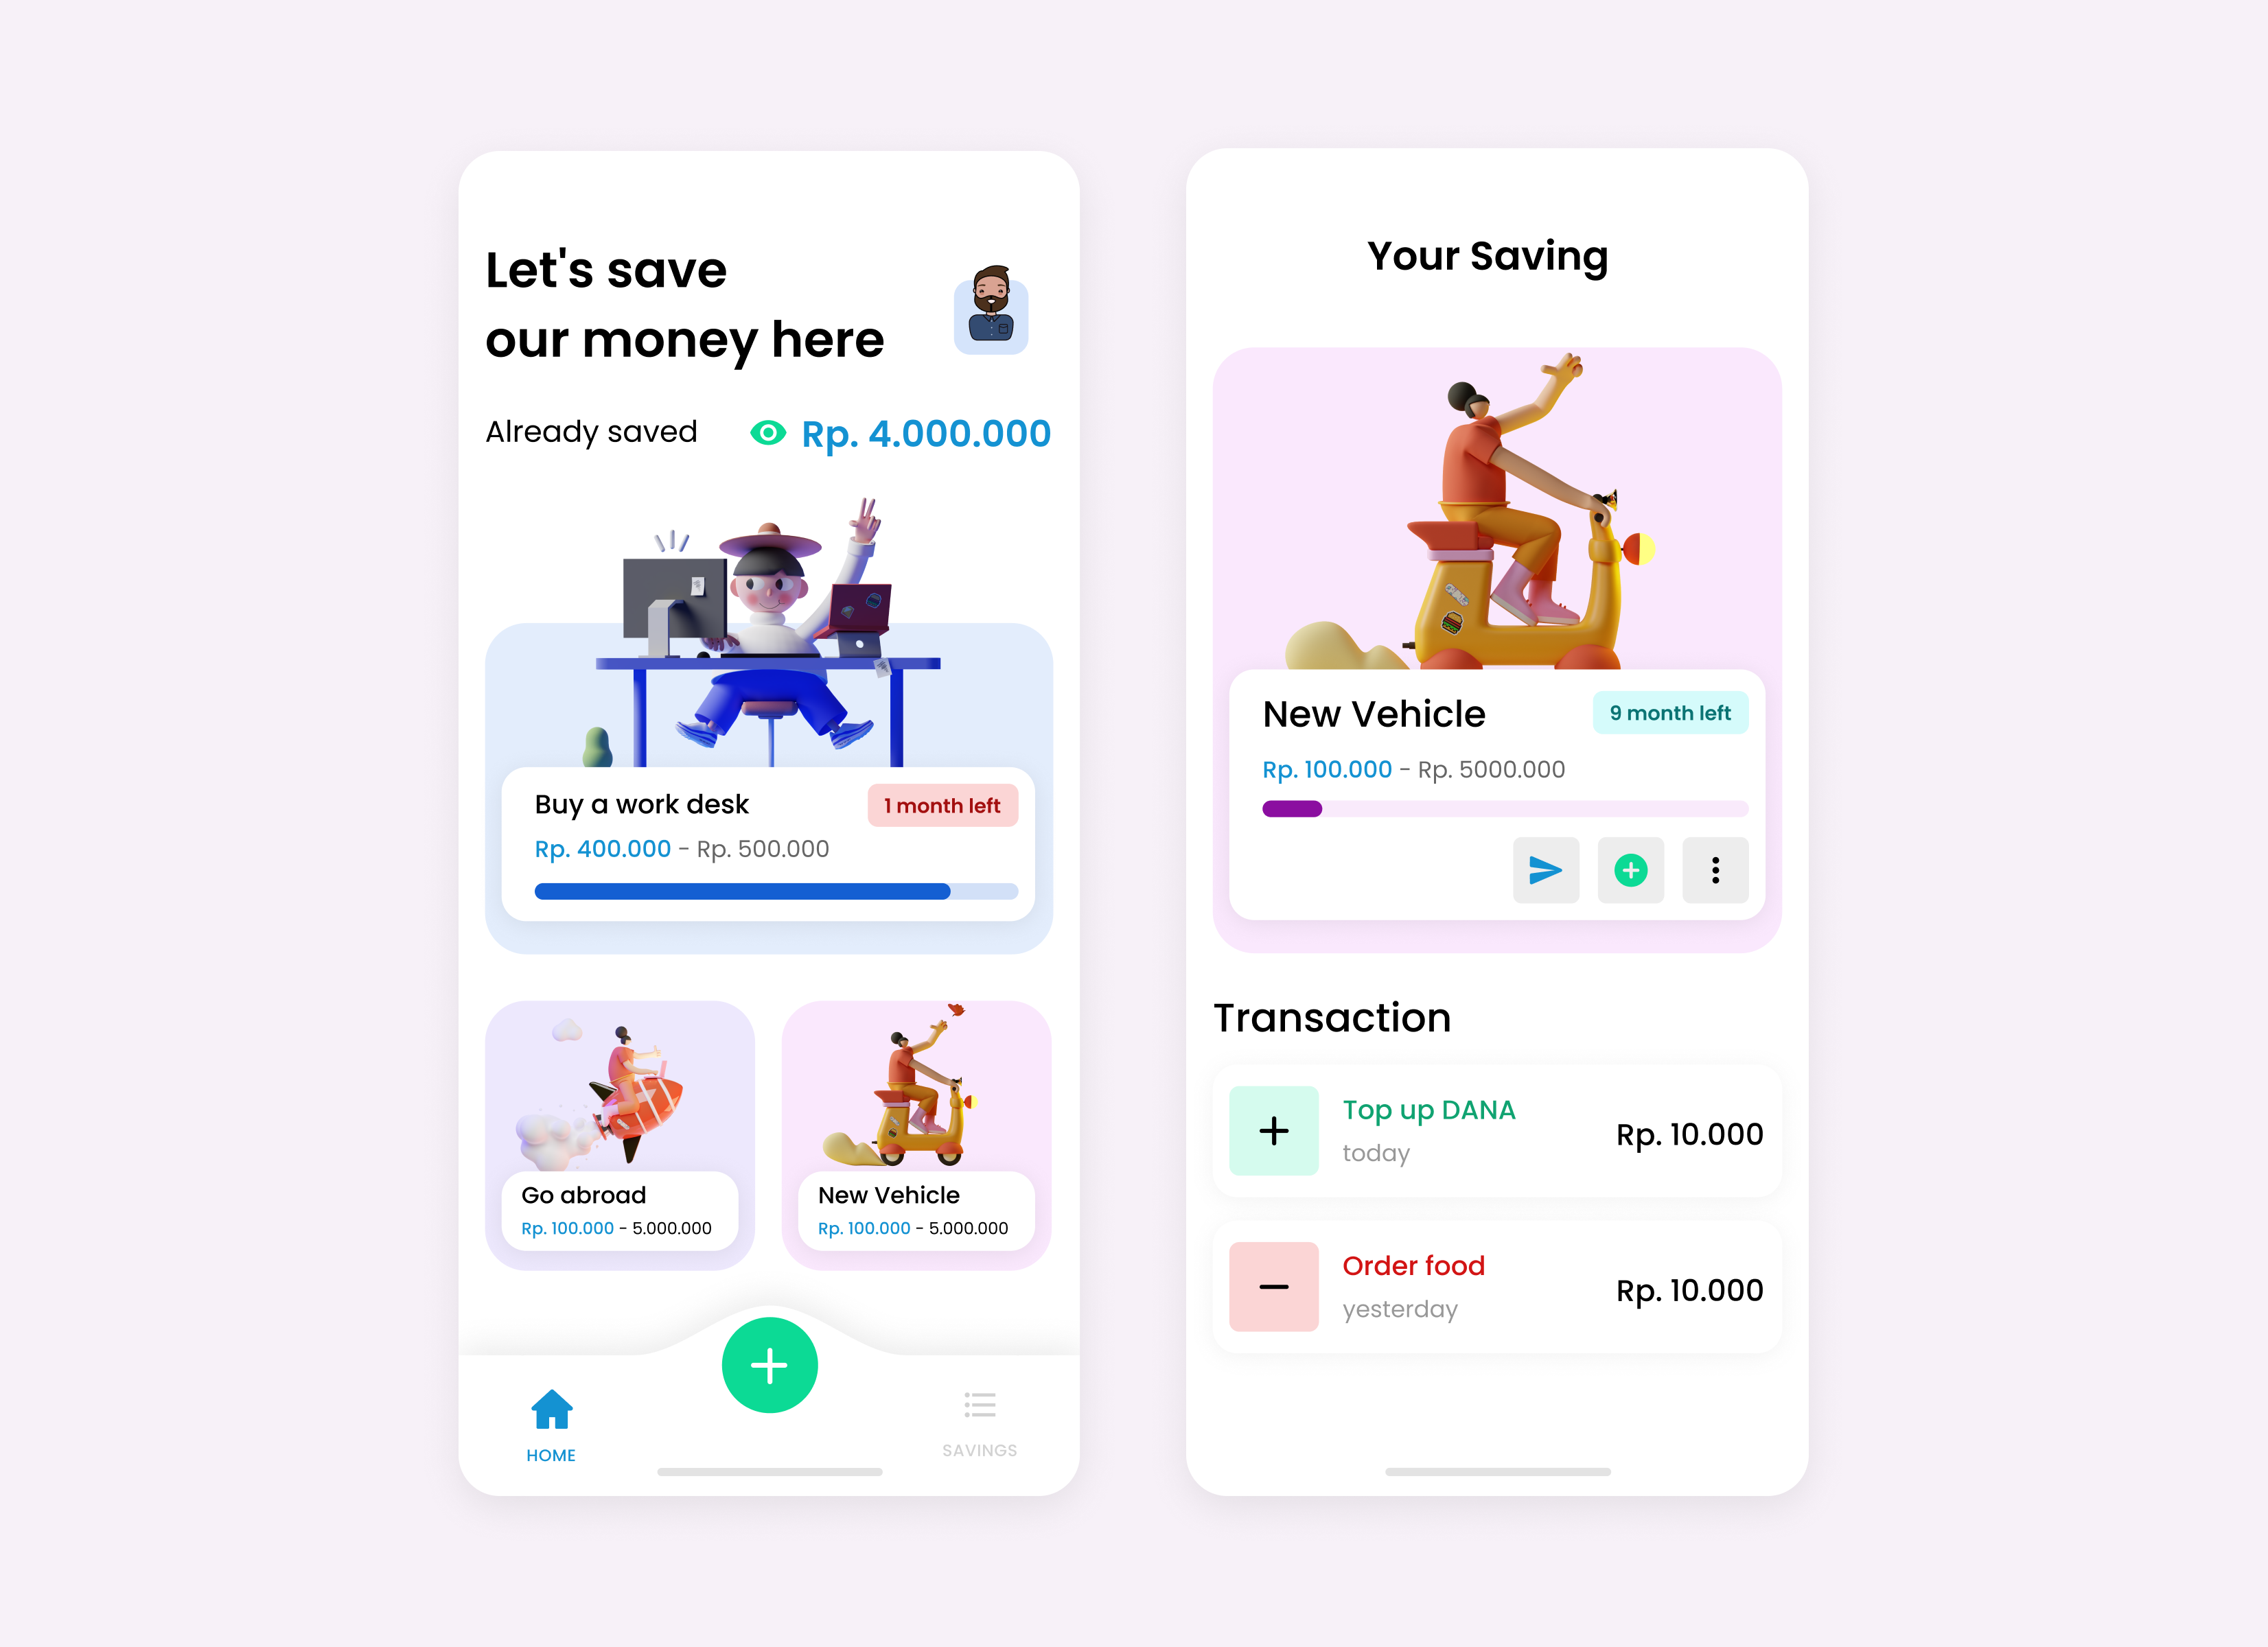 Let's save
our money here
Already saved
Rp. 4.000.000
Buy a work desk
1 month left
Rp. 400.000 - Rp. 500.000
Go abroad
Rp. 100.000 - 5.000.000
New Vehicle
Rp. 100.000 - 5.000.000
HOME
SAVINGS
Your Saving
New Vehicle
9 month left
Rp. 100.000 - Rp. 5000.000
Transaction
Top up DANA
today
Rp. 10.000
Order food
yesterday
Rp. 10.000